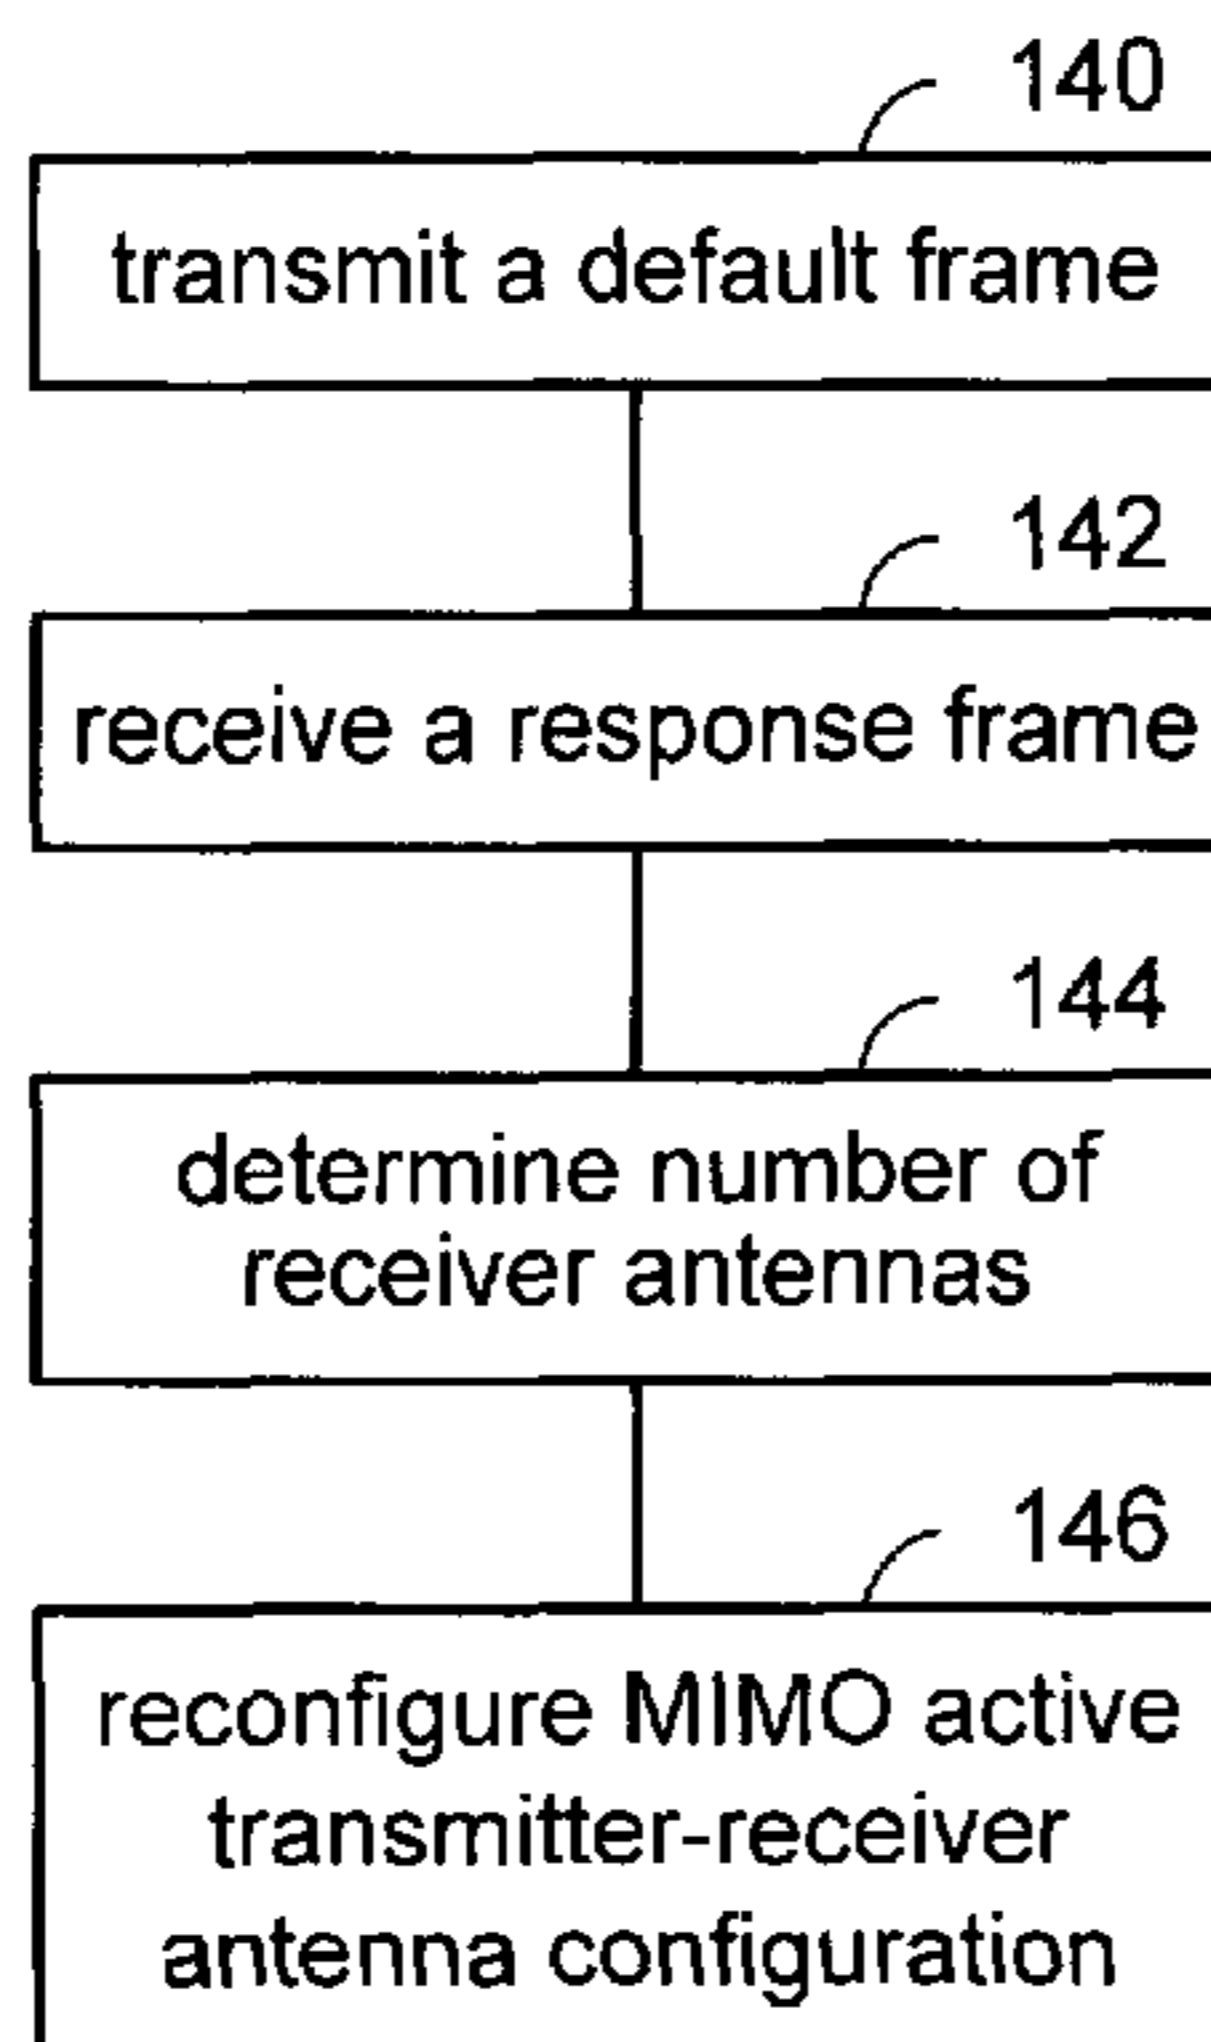 140
transmit a default frame
142
receive a response frame
144
determine number of
receiver antennas
146
reconfigure MIMO active
transmitter-receiver
antenna configuration